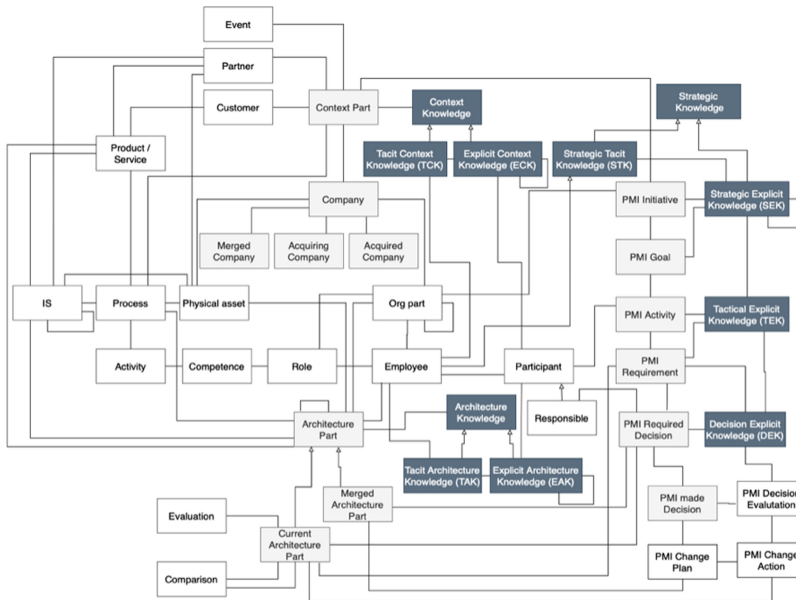 Event
Partner
Customer
Context Part
Context
Knowledge
Strategic
Knowledge
Product /
Service
Tacit Context
Knowledge (TCK)
Explicit Context
Knowledge (ECK)
Strategic Tacit
Knowledge (STK)
Company
PMI Initiative
Strategic Explicit
Knowledge (SEK)
Merged
Company
Acquiring
Company
Acquired
Company
PMI Goal
IS
Process
Physical asset
Org part
PMI Activity
Tactical Explicit
Knowledge (TEK)
Activity
Competence
Role
Employee
Participant
PMI
Requirement
Architecture
Part
Architecture
Knowledge
Responsible
PMI Required
Decision
Decision Explicit
Knowledge (DEK)
Tacit Architecture
Knowledge (TAK)
Explicit Architecture
Knowledge (EAK)
Merged
Architecture
Part
PMI made
Decision
PMI Decision
Evalutation
Evaluation
Current
Architecture
Part
PMI Change
Plan
PMI Change
Action
Comparison